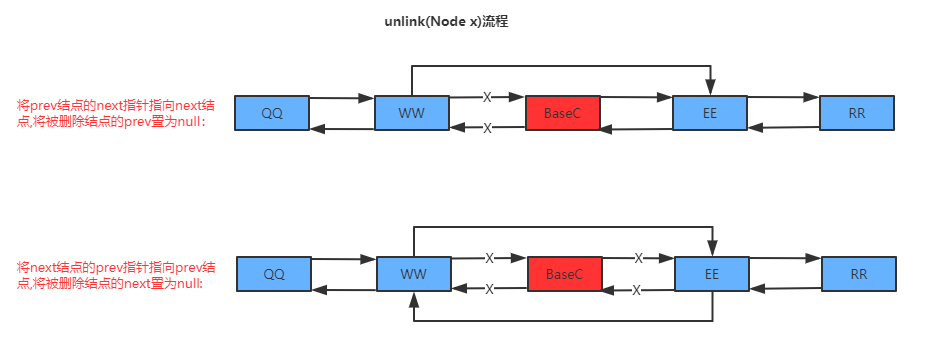 unlink(Node x)流程
将prev结点的next指针指向next结
点,将被删除结点的prev置为null：
QQ WW X X BaseC EE RR
将next结点的prev指针指向prev结
点,将被删除结点的next置为null:
QQ WW X X BaseC X X EE RR